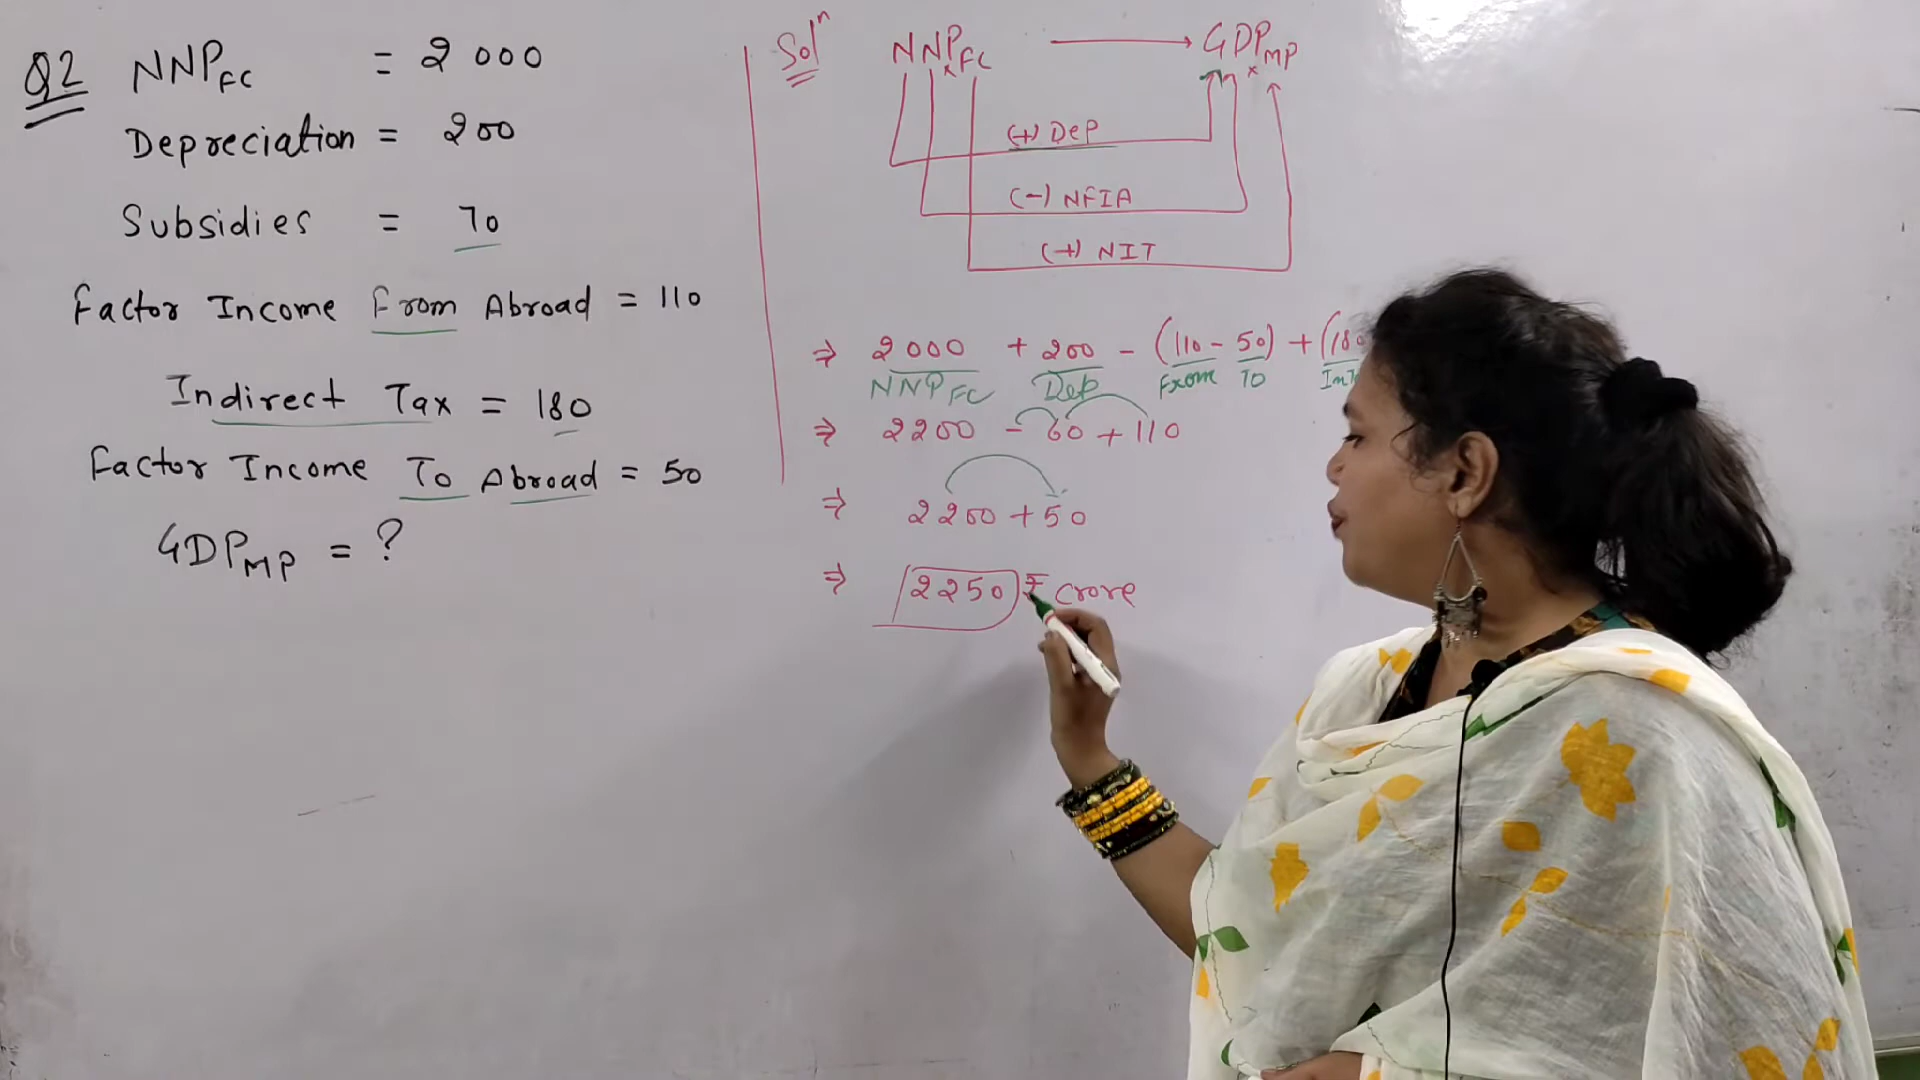 Q2 NNPFC = 2000
Depreciation = 200
Subsidies = 70
Factor Income From Abroad = 110
Indirect Tax = 180
Factor Income To Abroad = 50
GDPMP = ?
Solⁿ NNPFC → GDPMP
(+) Dep
(-) NFIA
(+) NIT
⇒ 2000 + 200 - (110 - 50) + (180
NNPFC Dep From To
⇒ 2200 - 60 + 110
⇒ 2200 + 50
⇒ 2250 ₹ crore